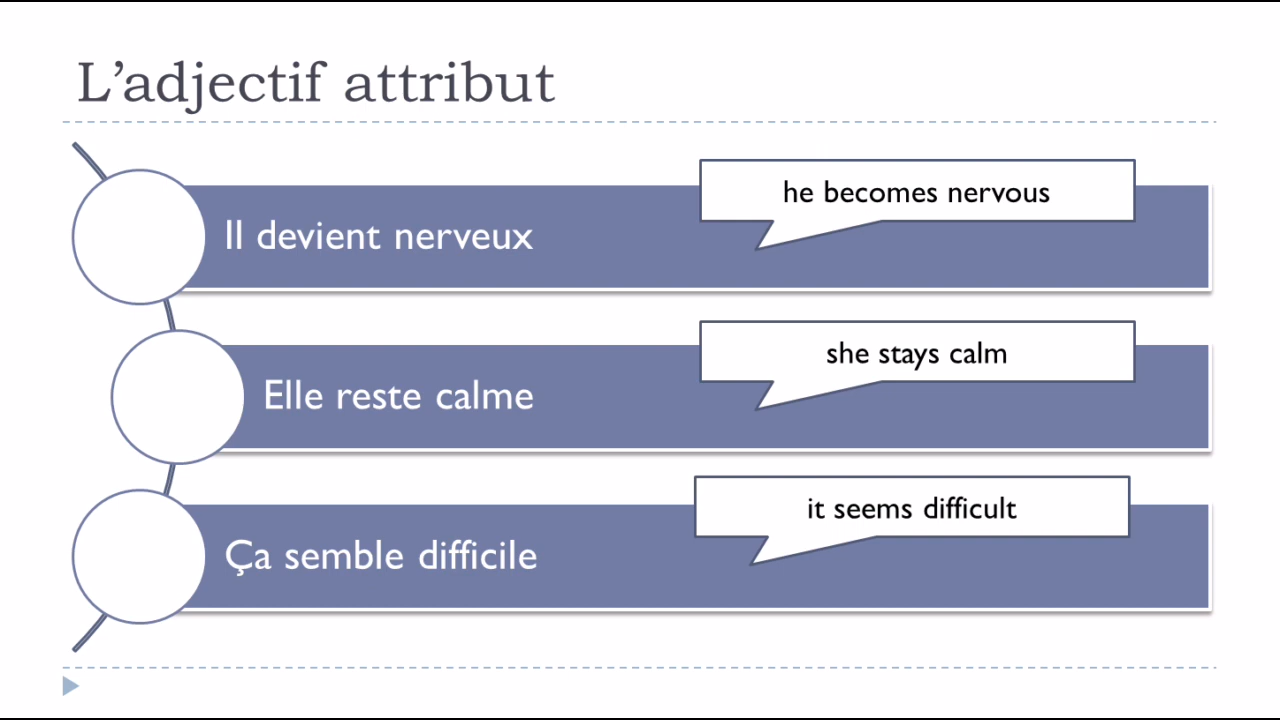 L’adjectif attribut
Il devient nerveux
he becomes nervous
Elle reste calme
she stays calm
Ça semble difficile
it seems difficult